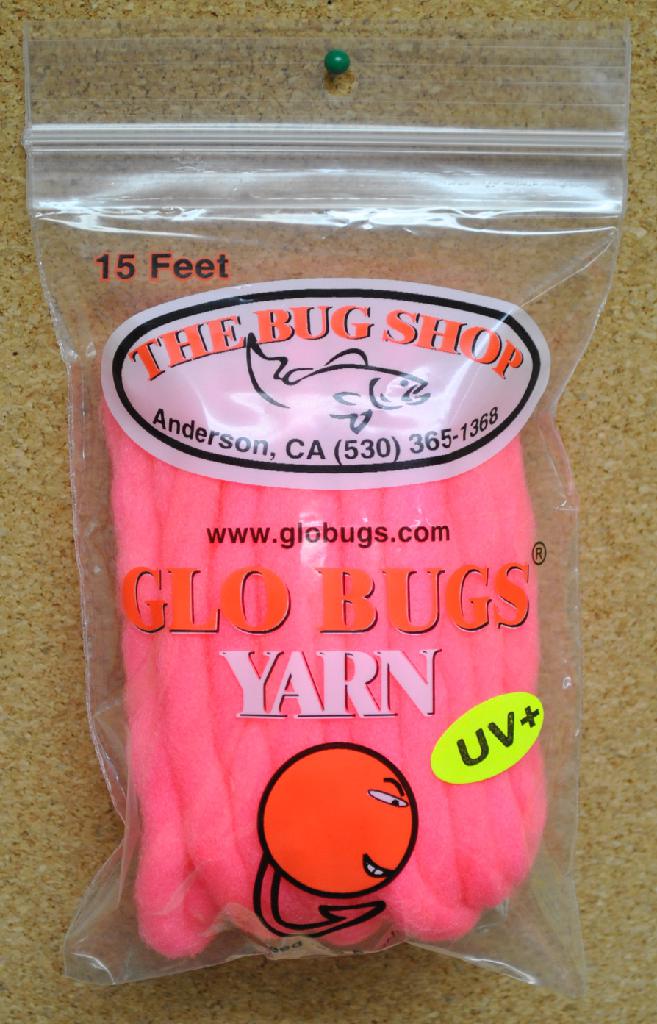 15 Feet
THE BUG SHOP
Anderson, CA (530) 365-1368
www.globugs.com
GLO BUGS®
YARN
UV+